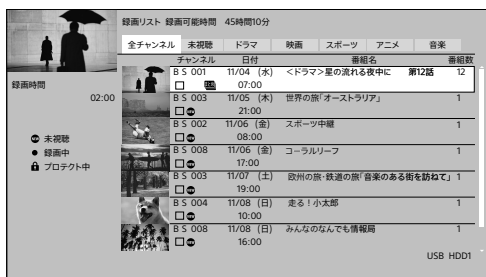 録画リスト 録画可能時間 45時間10分
全チャンネル 未視聴 ドラマ 映画 スポーツ アニメ 音楽
チャンネル 日付 番組名 番組数
BS 001 11/04 (水) <ドラマ>星の流れる夜中に 第12話 12
07:00
録画時間
02:00
BS 003 11/05 (木) 世界の旅「オーストラリア」 1
21:00
BS 002 11/06 (金) スポーツ中継 1
08:00
未視聴
録画中
プロテクト中
BS 008 11/06 (金) コーラルリーフ 1
17:00
BS 003 11/07 (土) 欧州の旅・鉄道の旅「音楽のある街を訪ねて」 1
19:00
BS 004 11/08 (日) 走る!小太郎 1
10:00
BS 008 11/08 (日) みんなのなんでも情報局 1
16:00
USB HDD1